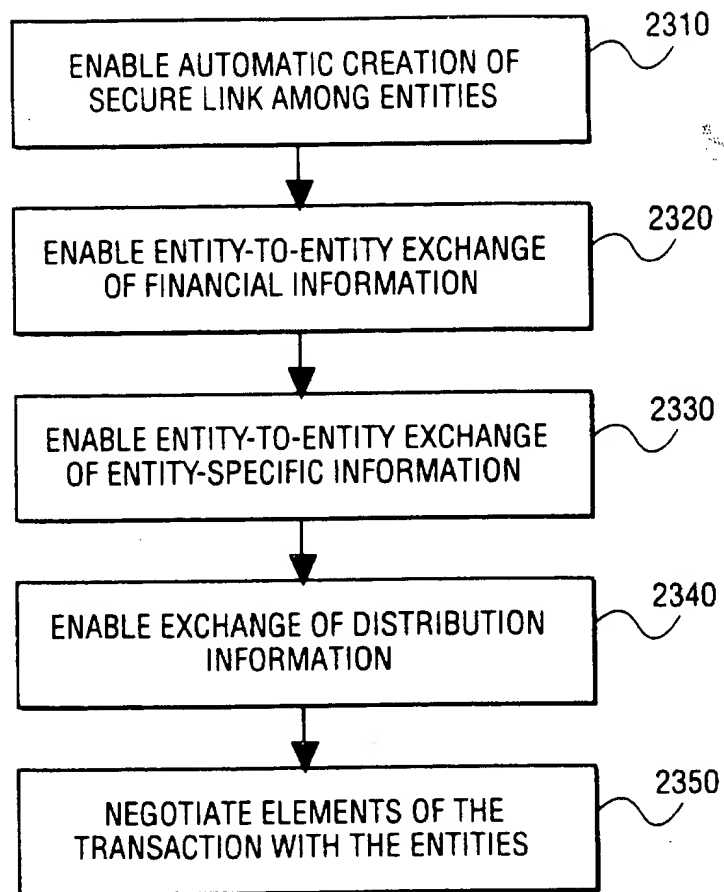 2310
ENABLE AUTOMATIC CREATION OF
SECURE LINK AMONG ENTITIES
2320
ENABLE ENTITY-TO-ENTITY EXCHANGE
OF FINANCIAL INFORMATION
2330
ENABLE ENTITY-TO-ENTITY EXCHANGE
OF ENTITY-SPECIFIC INFORMATION
2340
ENABLE EXCHANGE OF DISTRIBUTION
INFORMATION
2350
NEGOTIATE ELEMENTS OF THE
TRANSACTION WITH THE ENTITIES